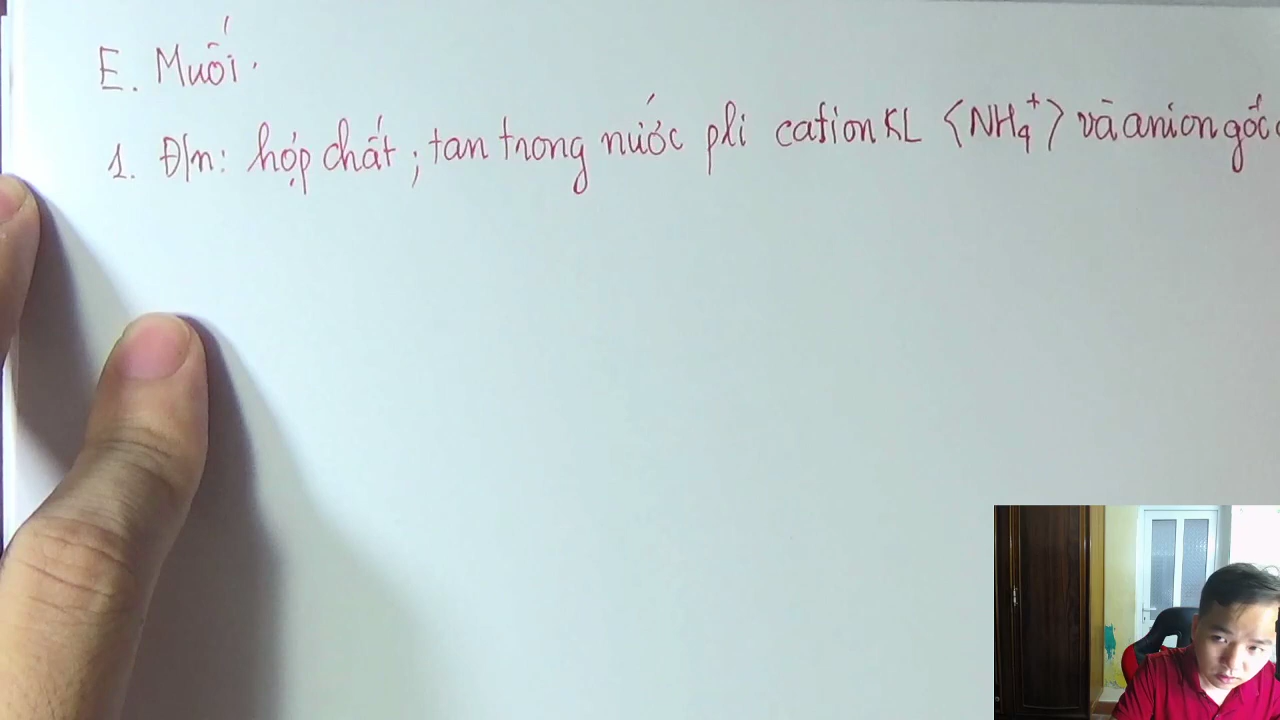 E. Muối.
1. Đ/n: hợp chất; tan trong nước pli cation KL <NH₄⁺> và anion gốc